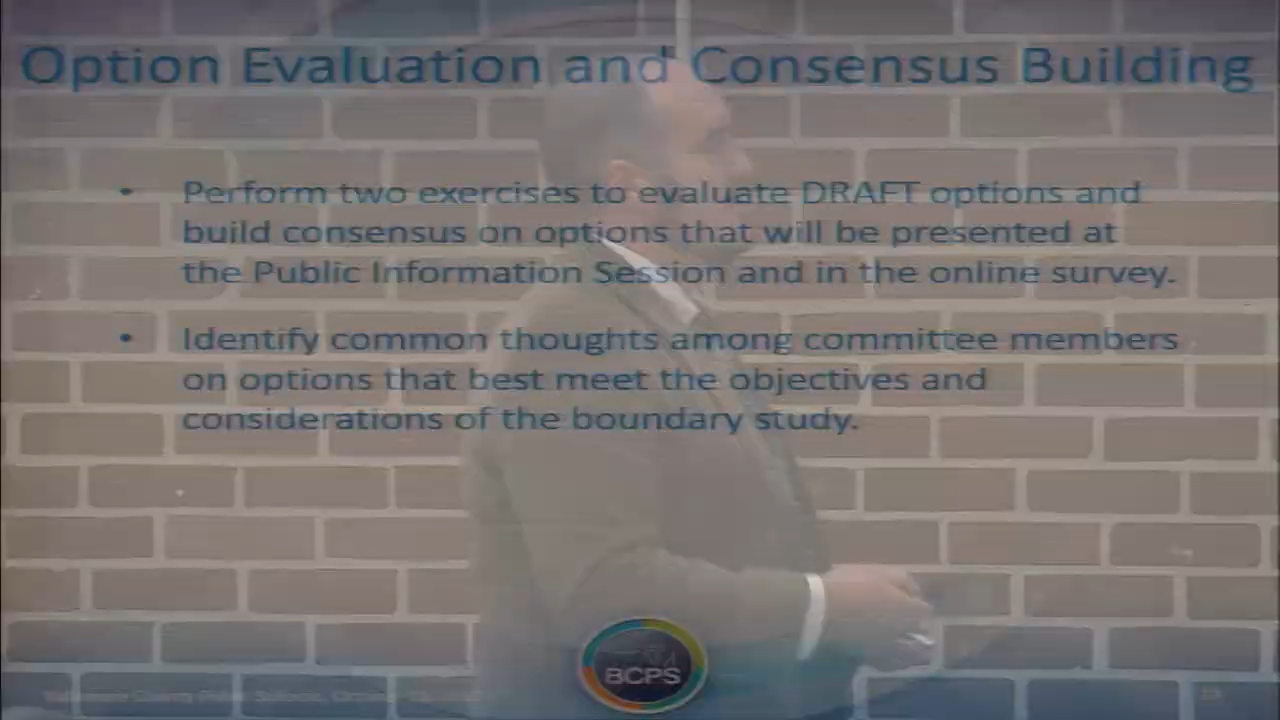 Option Evaluation and Consensus Building
• Perform two exercises to evaluate DRAFT options and
build consensus on options that will be presented at
the Public Information Session and in the online survey.
• Identify common thoughts among committee members
on options that best meet the objectives and
considerations of the boundary study.
BCPS